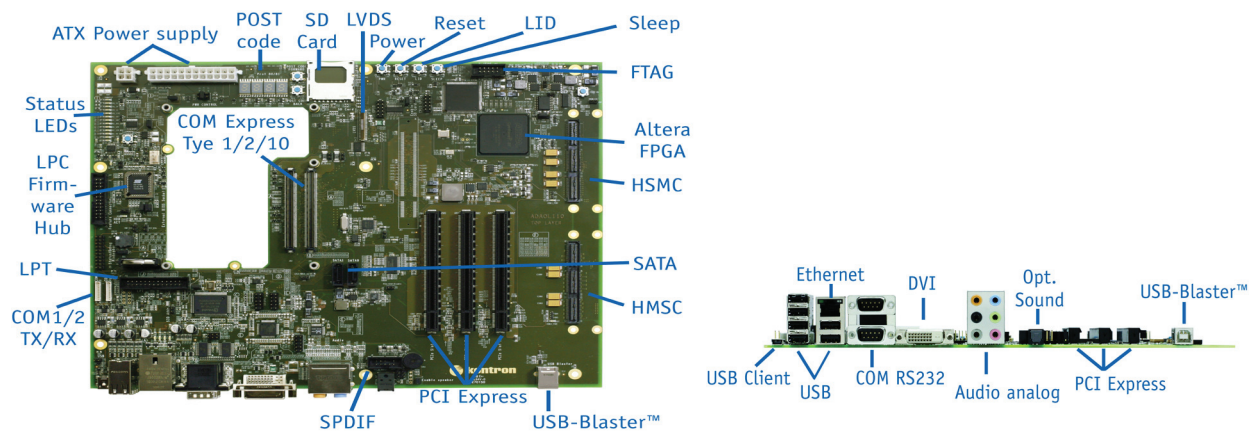 ATX Power supply
POST
code
SD
Card
LVDS
Power
Reset
LID
Sleep
FTAG
Status
LEDs
COM Express
Tye 1/2/10
Altera
FPGA
LPC
Firm-
ware
Hub
HSMC
LPT
SATA
COM1/2
TX/RX
HMSC
kontron
SPDIF
PCI Express
USB-Blaster™
Ethernet
DVI
Opt.
Sound
USB-Blaster™
USB Client
USB
COM RS232
Audio analog
PCI Express